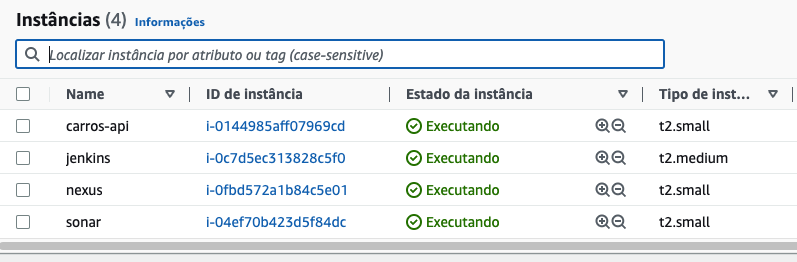 Instâncias (4) Informações
Localizar instância por atributo ou tag (case-sensitive)
Name ID de instância Estado da instância Tipo de inst...
carros-api i-0144985aff07969cd Executando t2.small
jenkins i-0c7d5ec313828c5f0 Executando t2.medium
nexus i-0fbd572a1b84c5e01 Executando t2.small
sonar i-04ef70b423d5f84dc Executando t2.small